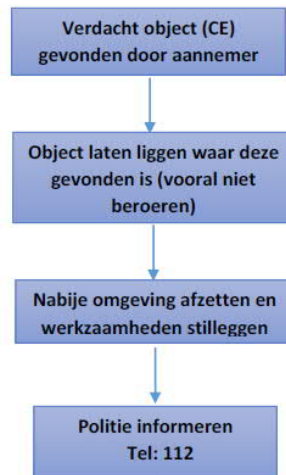 Verdacht object (CE)
gevonden door aannemer
Object laten liggen waar deze
gevonden is (vooral niet
beroeren)
Nabije omgeving afzetten en
werkzaamheden stilleggen
Politie informeren
Tel: 112